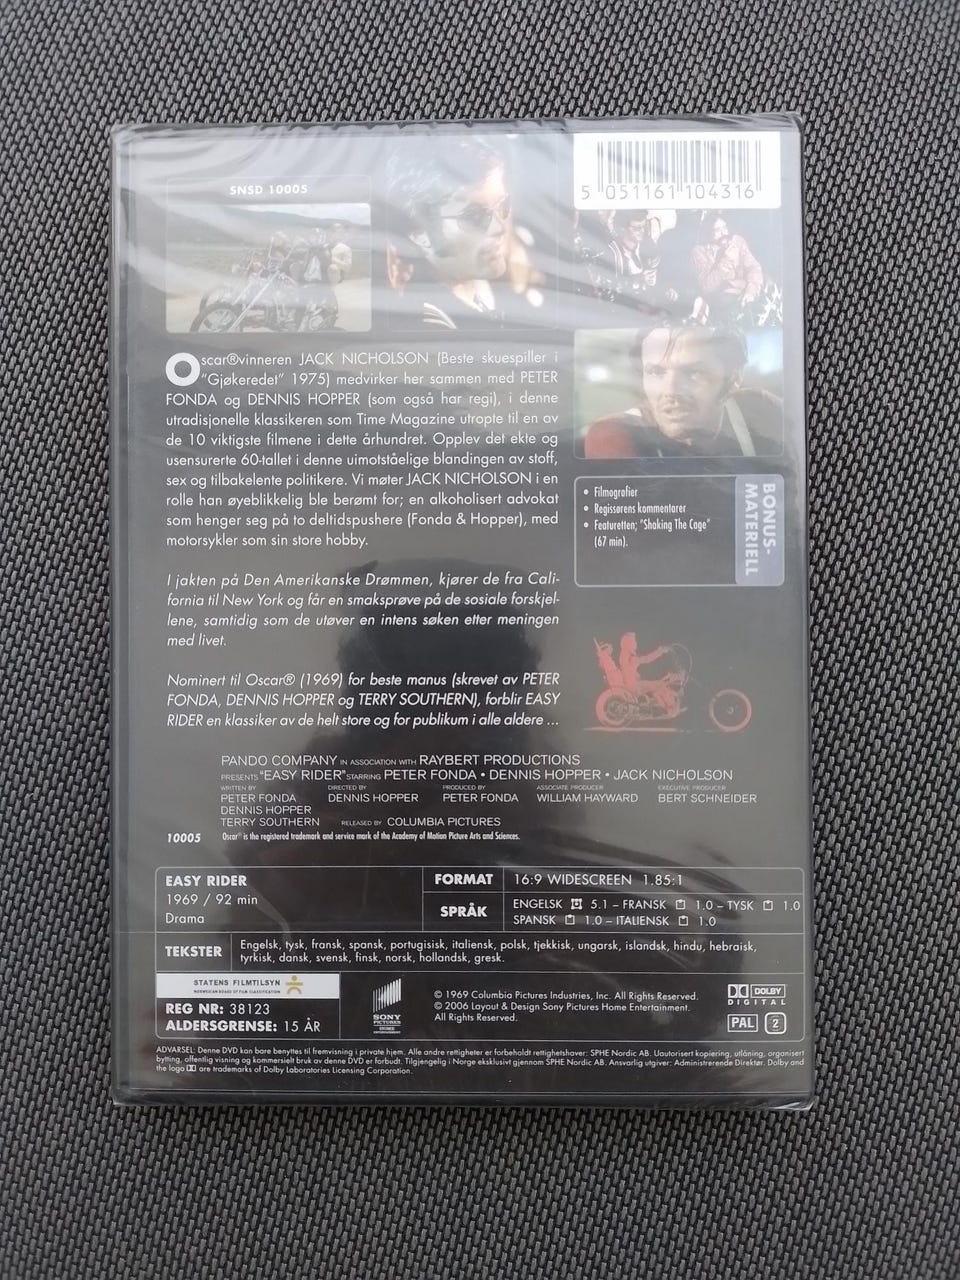 SNSD 10005
5 051161 104316
Oscar®vinneren JACK NICHOLSON (Beste skuespiller i
"Gjøkeredet" 1975) medvirker her sammen med PETER
FONDA og DENNIS HOPPER (som også har regi), i denne
utradisjonelle klassikeren som Time Magazine utropte til en av
de 10 viktigste filmene i dette århundret. Opplev det ekte og
usensurerte 60-tallet i denne uimotståelige blandingen av stoff,
sex og tilbakelente politikere. Vi møter JACK NICHOLSON i en
rolle han øyeblikkelig ble berømt for; en alkoholisert advokat
som henger seg på to deltidspushere (Fonda & Hopper), med
motorsykler som sin store hobby.
I jakten på Den Amerikanske Drømmen, kjører de fra Cali-
fornia til New York og får en smaksprøve på de sosiale forskjel-
lene, samtidig som de utøver en intens søken etter meningen
med livet.
Nominert til Oscar® (1969) for beste manus (skrevet av PETER
FONDA, DENNIS HOPPER og TERRY SOUTHERN), forblir EASY
RIDER en klassiker av de helt store og for publikum i alle aldere ...
BONUS-
MATERIELL
• Filmografier
• Regissørens kommentarer
• Featuretten; "Shaking The Cage"
(67 min).
PANDO COMPANY IN ASSOCIATION WITH RAYBERT PRODUCTIONS
PRESENTS "EASY RIDER" STARRING PETER FONDA • DENNIS HOPPER • JACK NICHOLSON
WRITTEN BY DIRECTED BY PRODUCED BY ASSOCIATE PRODUCER EXECUTIVE PRODUCER
PETER FONDA DENNIS HOPPER PETER FONDA WILLIAM HAYWARD BERT SCHNEIDER
DENNIS HOPPER
TERRY SOUTHERN RELEASED BY COLUMBIA PICTURES
10005 Oscar® is the registered trademark and service mark of the Academy of Motion Picture Arts and Sciences.
EASY RIDER
1969 / 92 min
Drama
FORMAT 16:9 WIDESCREEN 1.85:1
SPRÅK ENGELSK 5.1 – FRANSK 1.0 – TYSK 1.0
SPANSK 1.0 – ITALIENSK 1.0
TEKSTER Engelsk, tysk, fransk, spansk, portugisisk, italiensk, polsk, tjekkisk, ungarsk, islandsk, hindu, hebraisk,
tyrkisk, dansk, svensk, finsk, norsk, hollandsk, gresk.
STATENS FILMTILSYN
NORWEGIAN BOARD OF FILM CLASSIFICATION
REG NR: 38123
ALDERSGRENSE: 15 ÅR
SONY
PICTURES
HOME
ENTERTAINMENT
© 1969 Columbia Pictures Industries, Inc. All Rights Reserved.
© 2006 Layout & Design Sony Pictures Home Entertainment.
All Rights Reserved.
DOLBY
DIGITAL
PAL 2
ADVARSEL: Denne DVD kan bare benyttes til fremvisning i private hjem. Alle andre rettigheter er forbeholdt rettighetshaver: SPHE Nordic AB. Uautorisert kopiering, utlåning, organisert
bytting, offentlig visning og kommersielt bruk av denne DVD er forbudt. Tilgjengelig i Norge eksklusivt gjennom SPHE Nordic AB. Ansvarlig utgiver: Administrerende Direktør. Dolby and
the logo are trademarks of Dolby Laboratories Licensing Corporation.